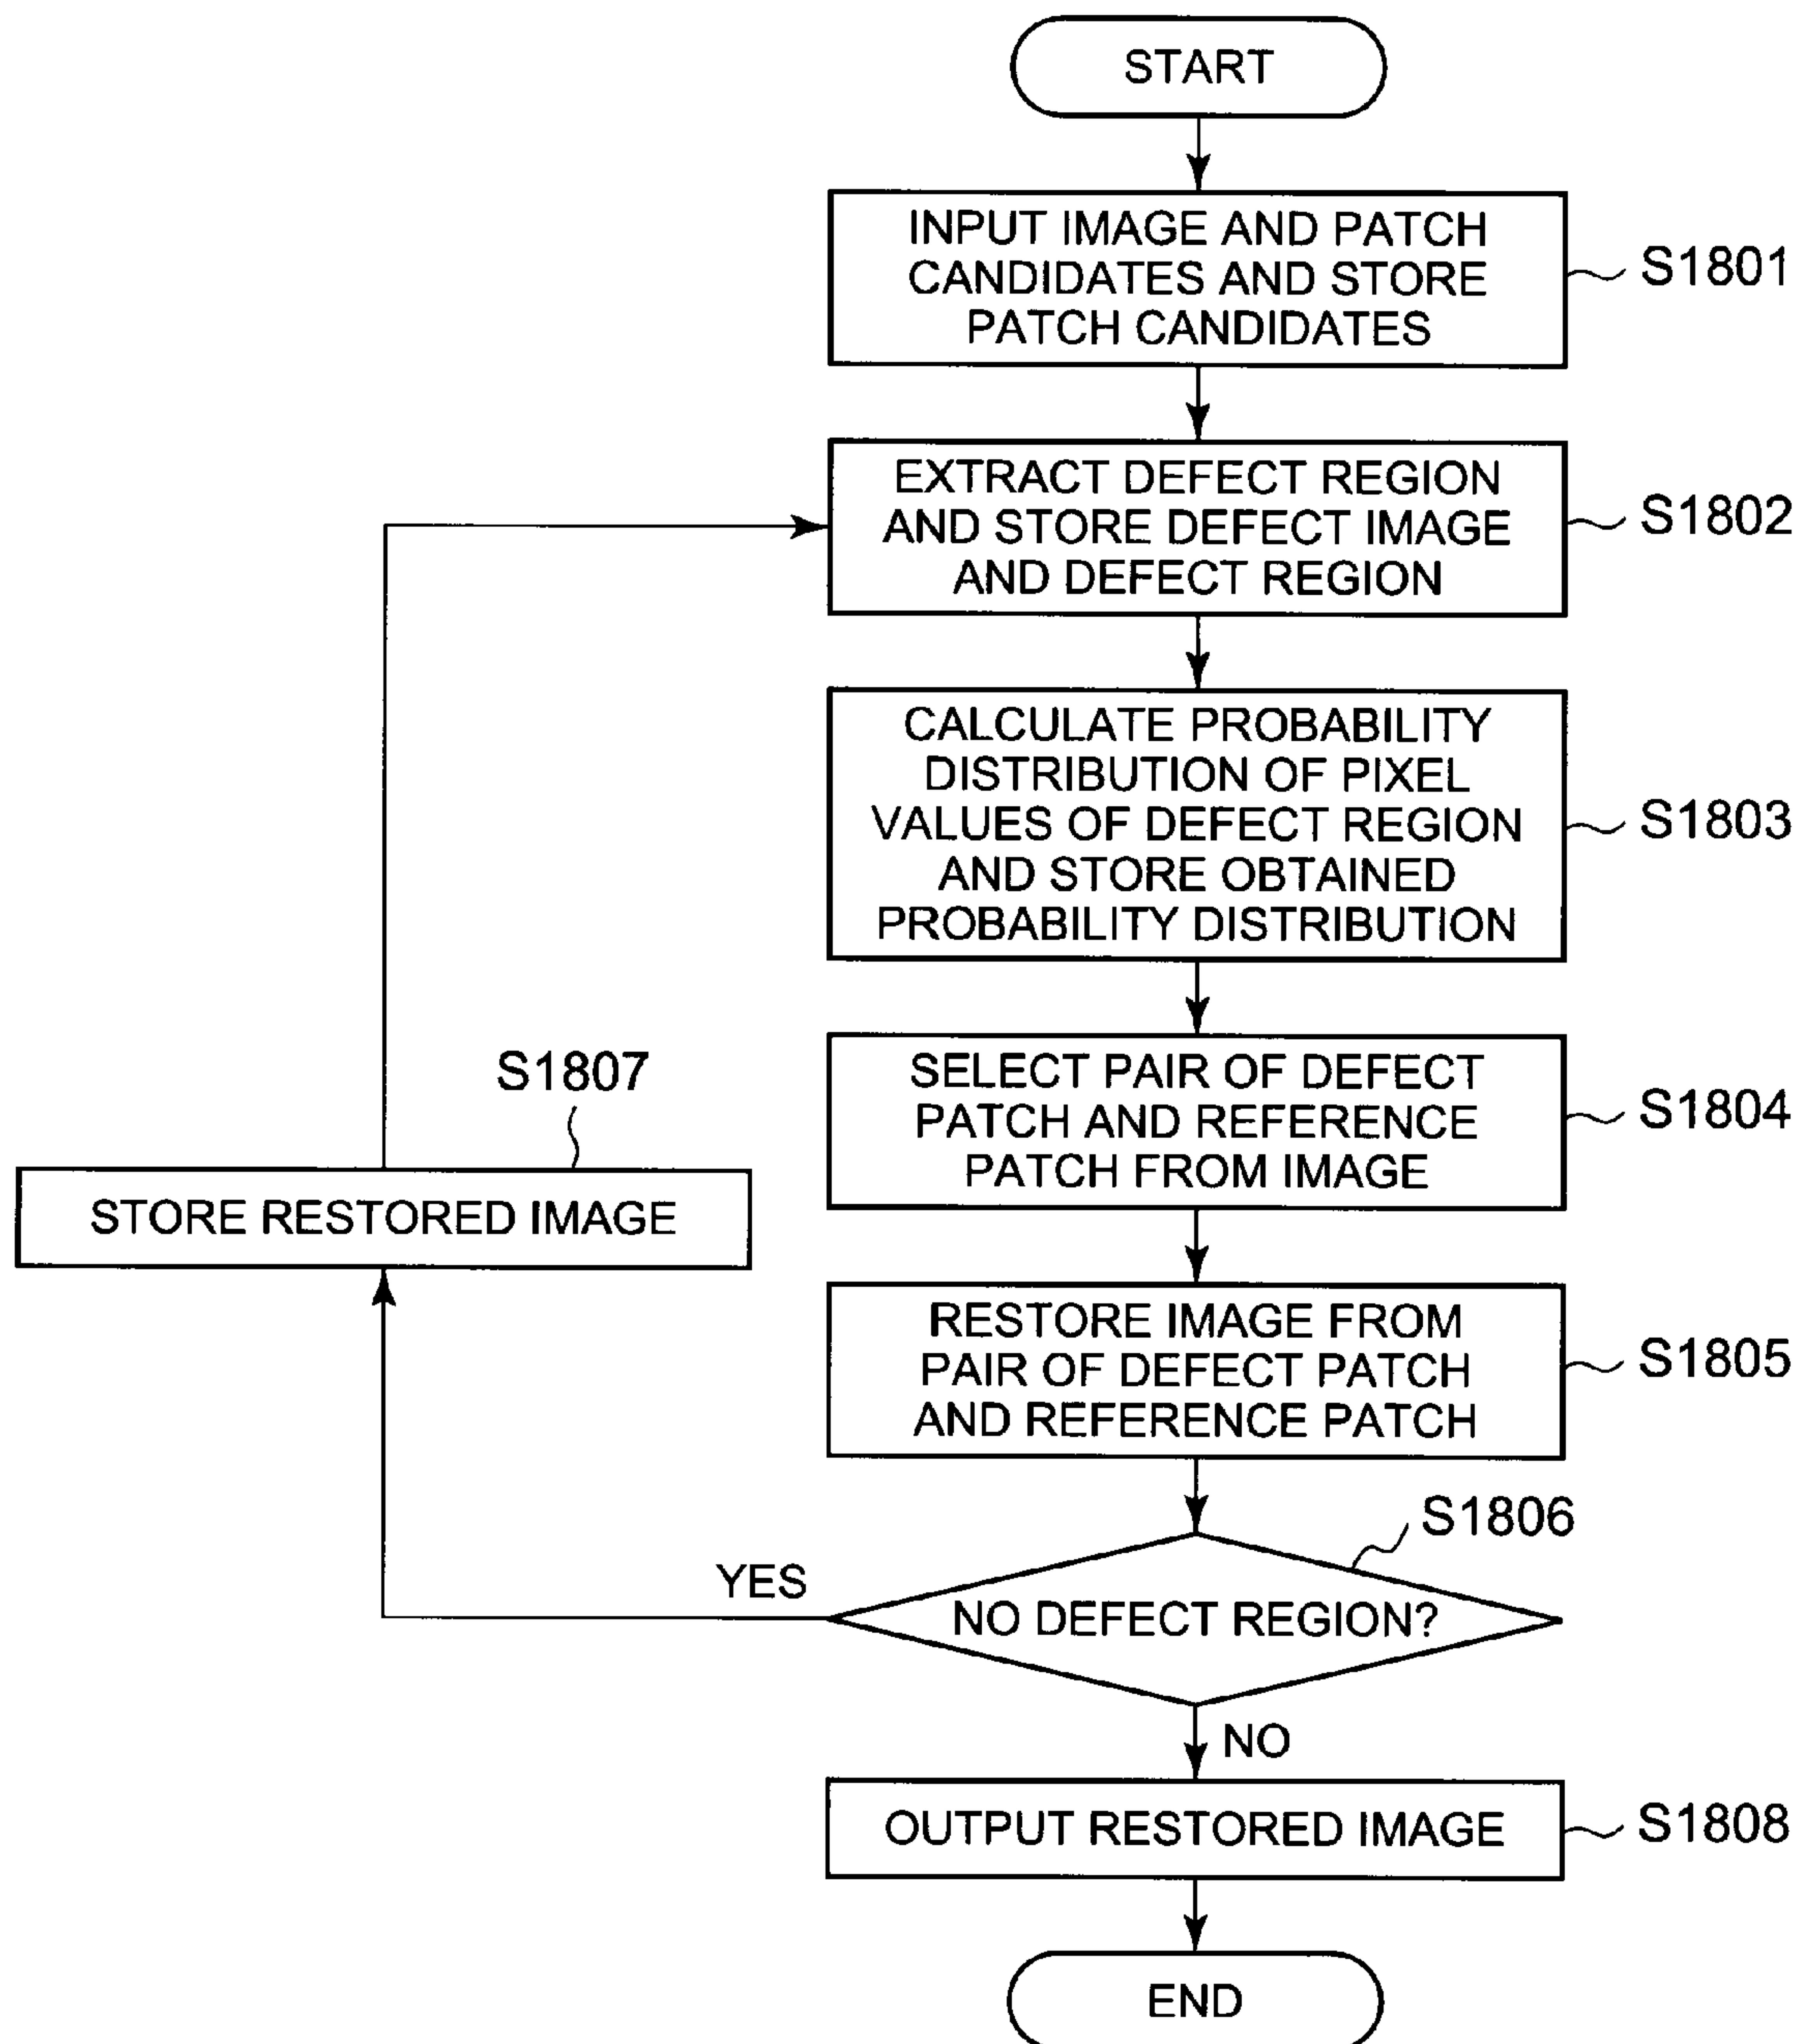 START
INPUT IMAGE AND PATCH
CANDIDATES AND STORE
PATCH CANDIDATES
S1801
EXTRACT DEFECT REGION
AND STORE DEFECT IMAGE
AND DEFECT REGION
S1802
CALCULATE PROBABILITY
DISTRIBUTION OF PIXEL
VALUES OF DEFECT REGION
AND STORE OBTAINED
PROBABILITY DISTRIBUTION
S1803
SELECT PAIR OF DEFECT
PATCH AND REFERENCE
PATCH FROM IMAGE
S1804
S1807
STORE RESTORED IMAGE
RESTORE IMAGE FROM
PAIR OF DEFECT PATCH
AND REFERENCE PATCH
S1805
S1806
YES
NO DEFECT REGION?
NO
OUTPUT RESTORED IMAGE
S1808
END